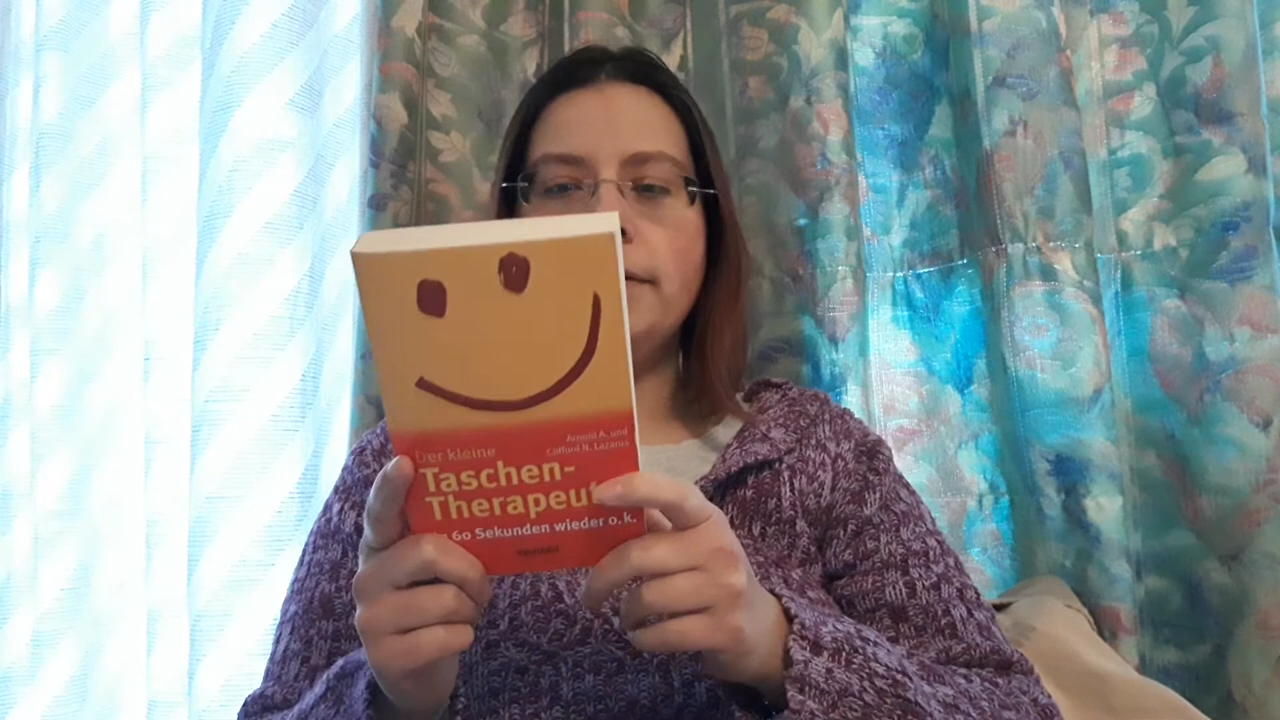 Arnold A. und
Der kleine
Clifford N. Lazarus
Taschen-
Therapeut
60 Sekunden wieder o.k.